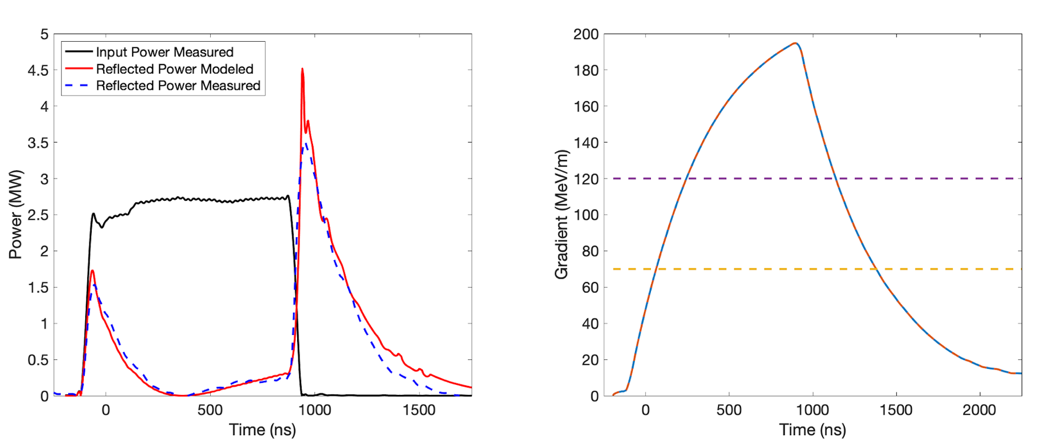 5
4.5
4
3.5
3
2.5
2
1.5
1
0.5
0
Power (MW)
Input Power Measured
Reflected Power Modeled
Reflected Power Measured
0 500 1000 1500
Time (ns)
200
180
160
140
120
100
80
60
40
20
0
Gradient (MeV/m)
0 500 1000 1500 2000
Time (ns)